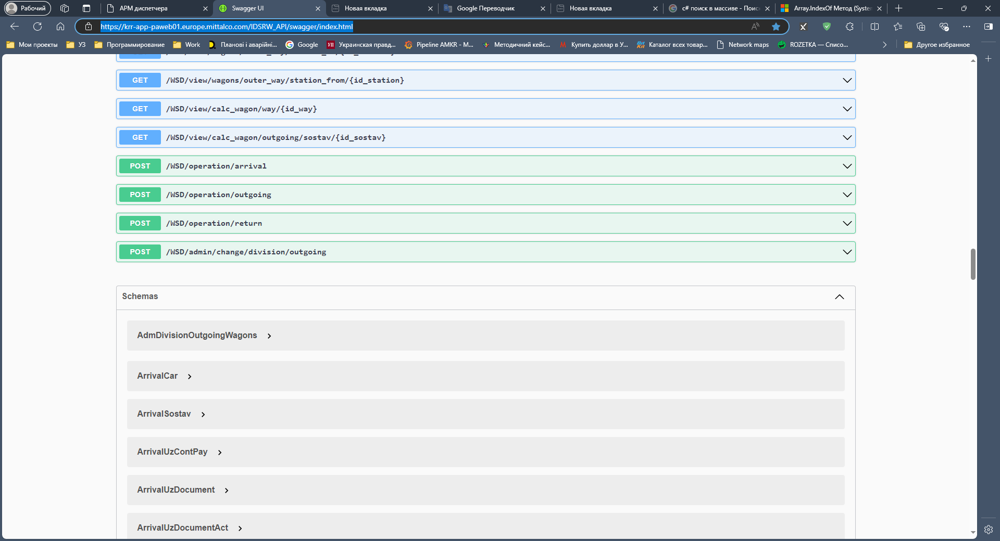 Рабочий
АРМ диспетчера
Swagger UI
Новая вкладка
Google Переводчик
Новая вкладка
с# поиск в массиве - Поиск
Array.IndexOf Метод (System
https://krr-app-paweb01.europe.mittalco.com/IDSRW_API/swagger/index.html
Мои проекты
УЗ
Программирование
Work
Планові і аварійні...
Google
УП Украинская правд...
Pipeline AMKR - M...
Методичний кейс...
Купить доллар в У...
Каталог всех товар...
Network maps
ROZETKA — Списо...
Другое избранное
GET /WSD/view/wagons/outer_way/station_from/{id_station}
GET /WSD/view/calc_wagon/way/{id_way}
GET /WSD/view/calc_wagon/outgoing/sostav/{id_sostav}
POST /WSD/operation/arrival
POST /WSD/operation/outgoing
POST /WSD/operation/return
POST /WSD/admin/change/division/outgoing
Schemas
AdmDivisionOutgoingWagons
ArrivalCar
ArrivalSostav
ArrivalUzContPay
ArrivalUzDocument
ArrivalUzDocumentAct